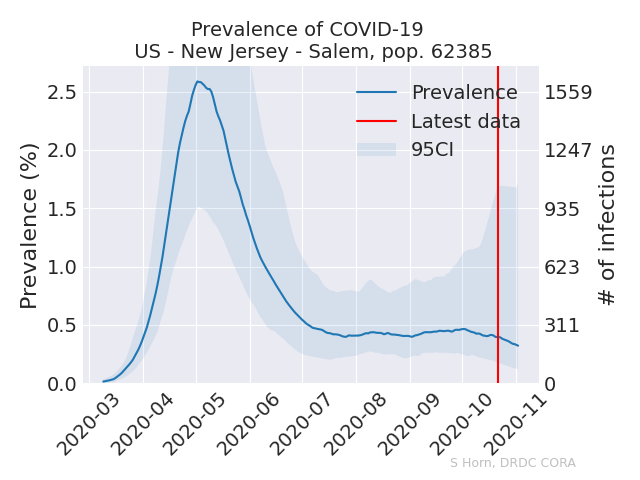 Prevalence of COVID-19
US - New Jersey - Salem, pop. 62385
Prevalence
Latest data
95CI
Prevalence (%)
2.5
2.0
1.5
1.0
0.5
0.0
1559
1247
935
623
311
0
# of infections
2020-03
2020-04
2020-05
2020-06
2020-07
2020-08
2020-09
2020-10
2020-11
S Horn, DRDC CORA